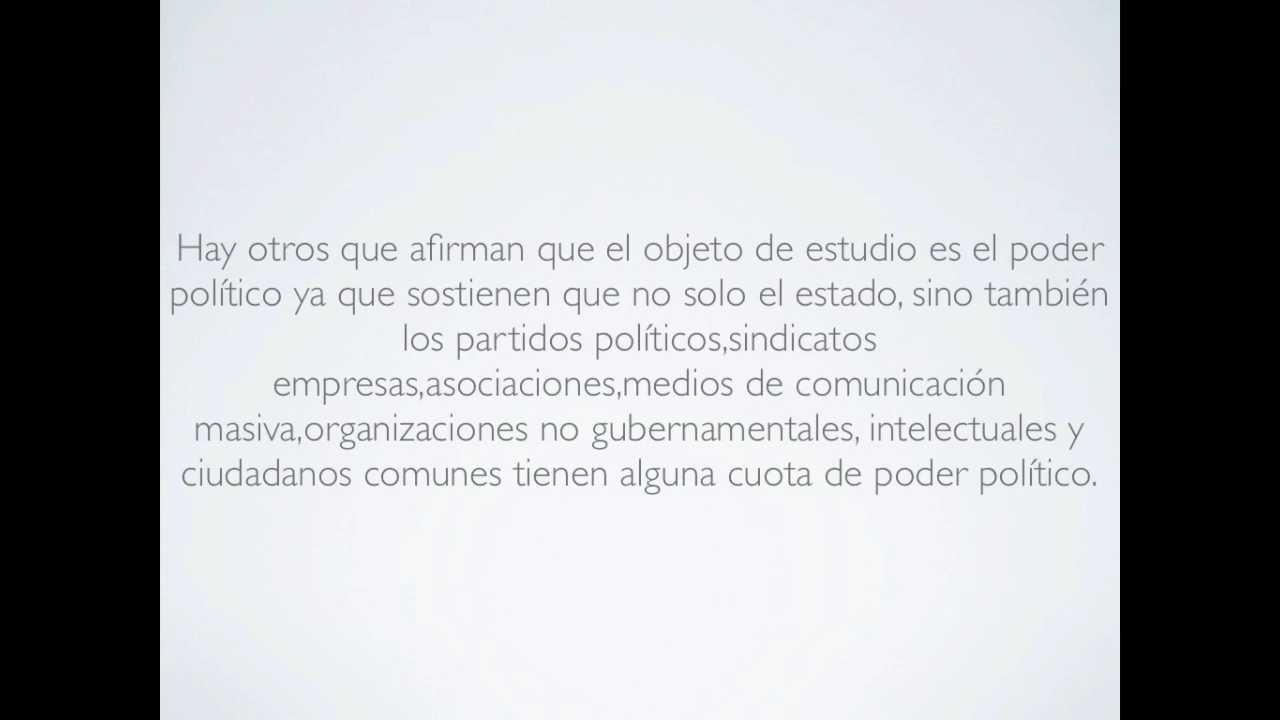 Hay otros que afirman que el objeto de estudio es el poder
político ya que sostienen que no solo el estado, sino también
los partidos políticos,sindicatos
empresas,asociaciones,medios de comunicación
masiva,organizaciones no gubernamentales, intelectuales y
ciudadanos comunes tienen alguna cuota de poder político.